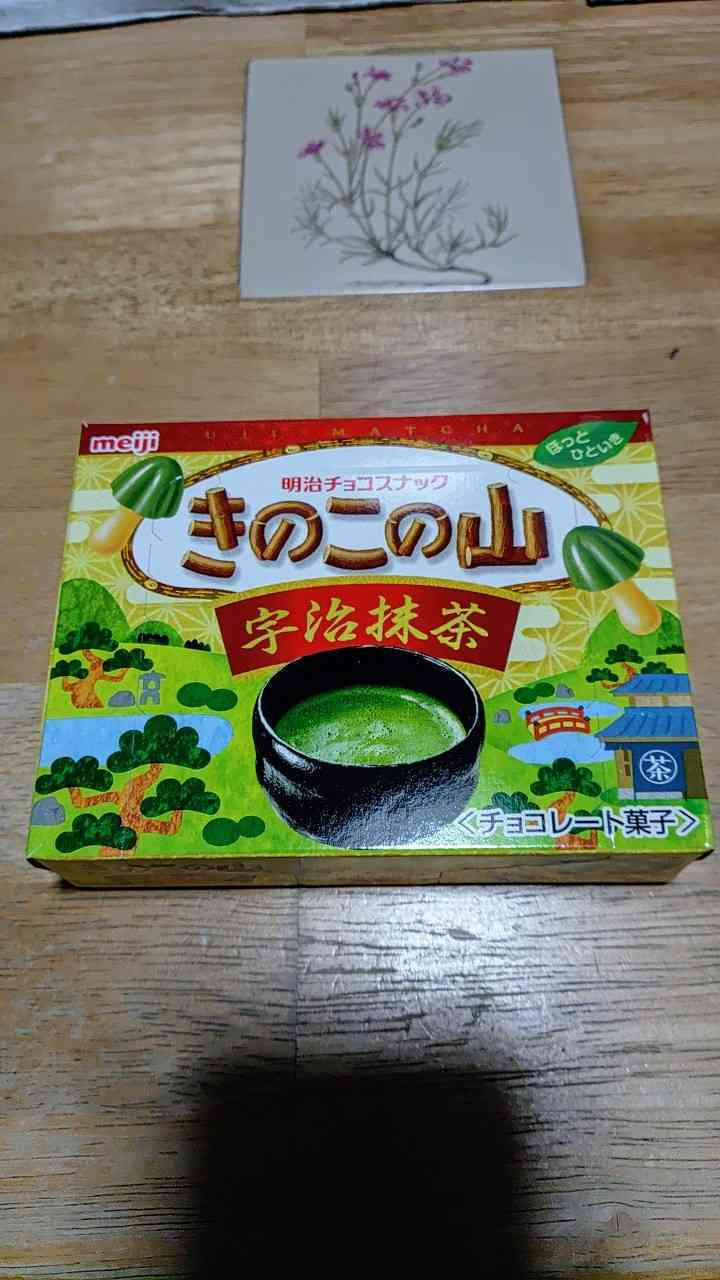 meiji
UJI MATCHA
ほっと
ひといき
明治チョコスナック
きのこの山
宇治抹茶
茶
〈チョコレート菓子〉